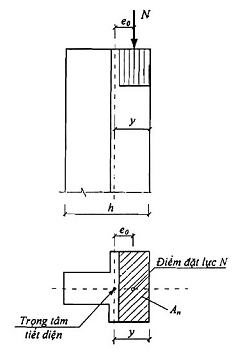 e₀
N
y
h
e₀
Điểm đặt lực N
Trọng tâm
tiết diện
Aₙ
y